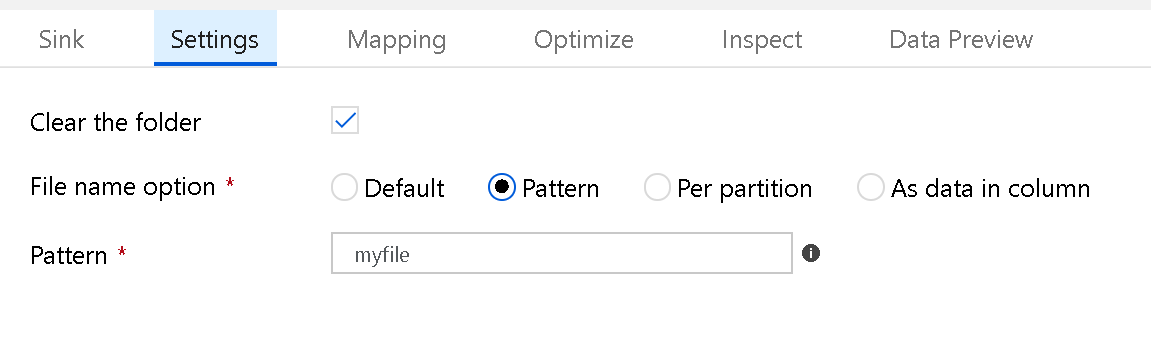 Sink Settings Mapping Optimize Inspect Data Preview
Clear the folder
File name option * Default Pattern Per partition As data in column
Pattern * myfile